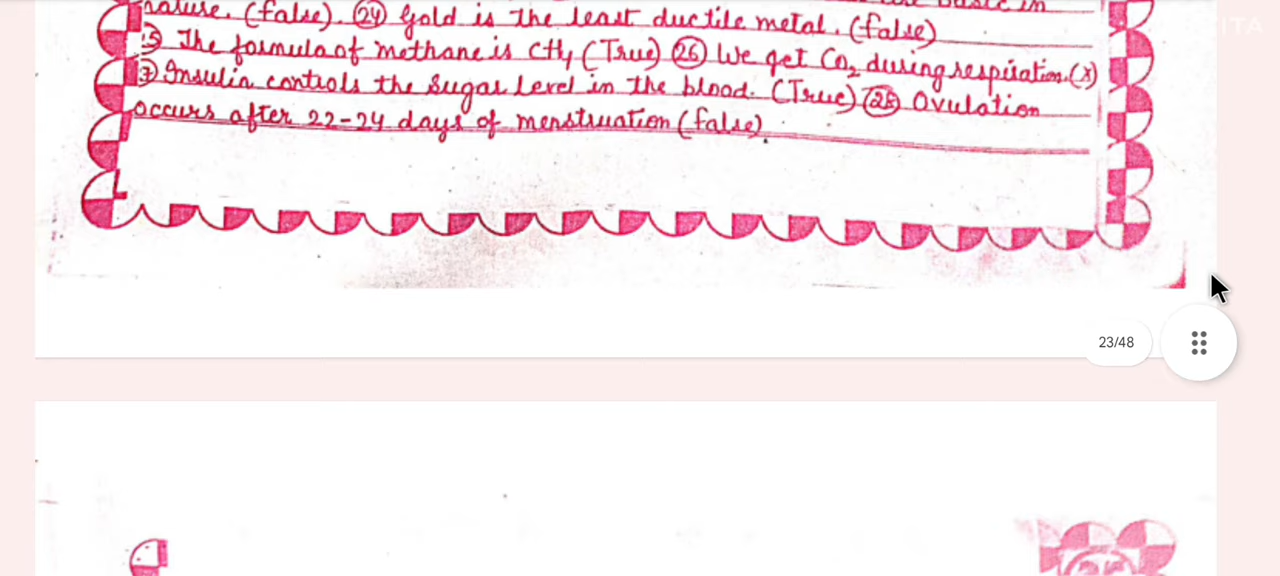 nature. (false). (24) Gold is the least ductile metal. (false)
The formula of methane is CH4 (True) (26) We get CO2 during respiration. (x)
Insulin controls the sugar level in the blood. (True) (28) Ovulation
occurs after 22-24 days of menstruation (false).
23/48